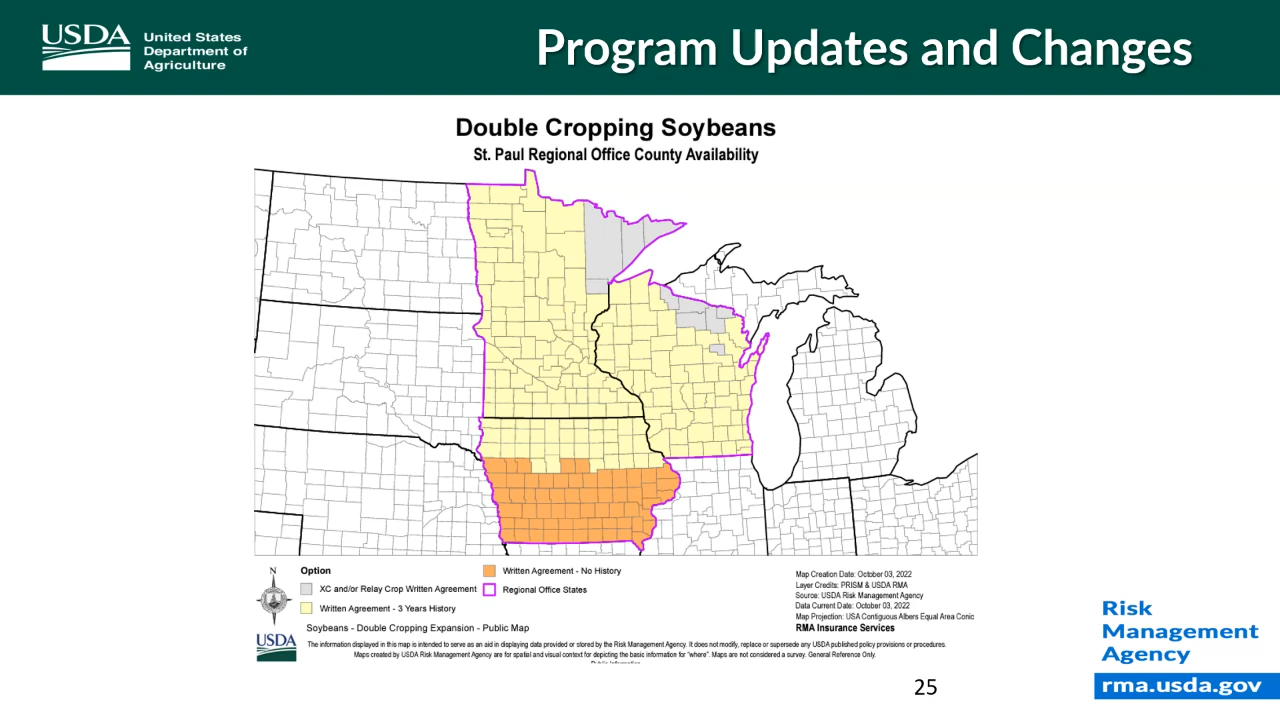 USDA
United States
Department of
Agriculture
Program Updates and Changes
Double Cropping Soybeans
St. Paul Regional Office County Availability
N
Option
XC and/or Relay Crop Written Agreement
Written Agreement - 3 Years History
Written Agreement - No History
Regional Office States
Soybeans - Double Cropping Expansion - Public Map
Map Creation Date: October 03, 2022
Layer Credits: PRISM & USDA RMA
Source: USDA Risk Management Agency
Data Current Date: October 03, 2022
Map Projection: USA Contiguous Albers Equal Area Conic
RMA Insurance Services
USDA
The information displayed in this map is intended to serve as an aid in displaying data provided or stored by the Risk Management Agency. It does not modify, replace or supersede any USDA published policy provisions or procedures.
Maps created by USDA Risk Management Agency are for spatial and visual context for depicting the basic information for "where". Maps are not considered a survey. General Reference Only.
Public Information
Risk
Management
Agency
rma.usda.gov
25